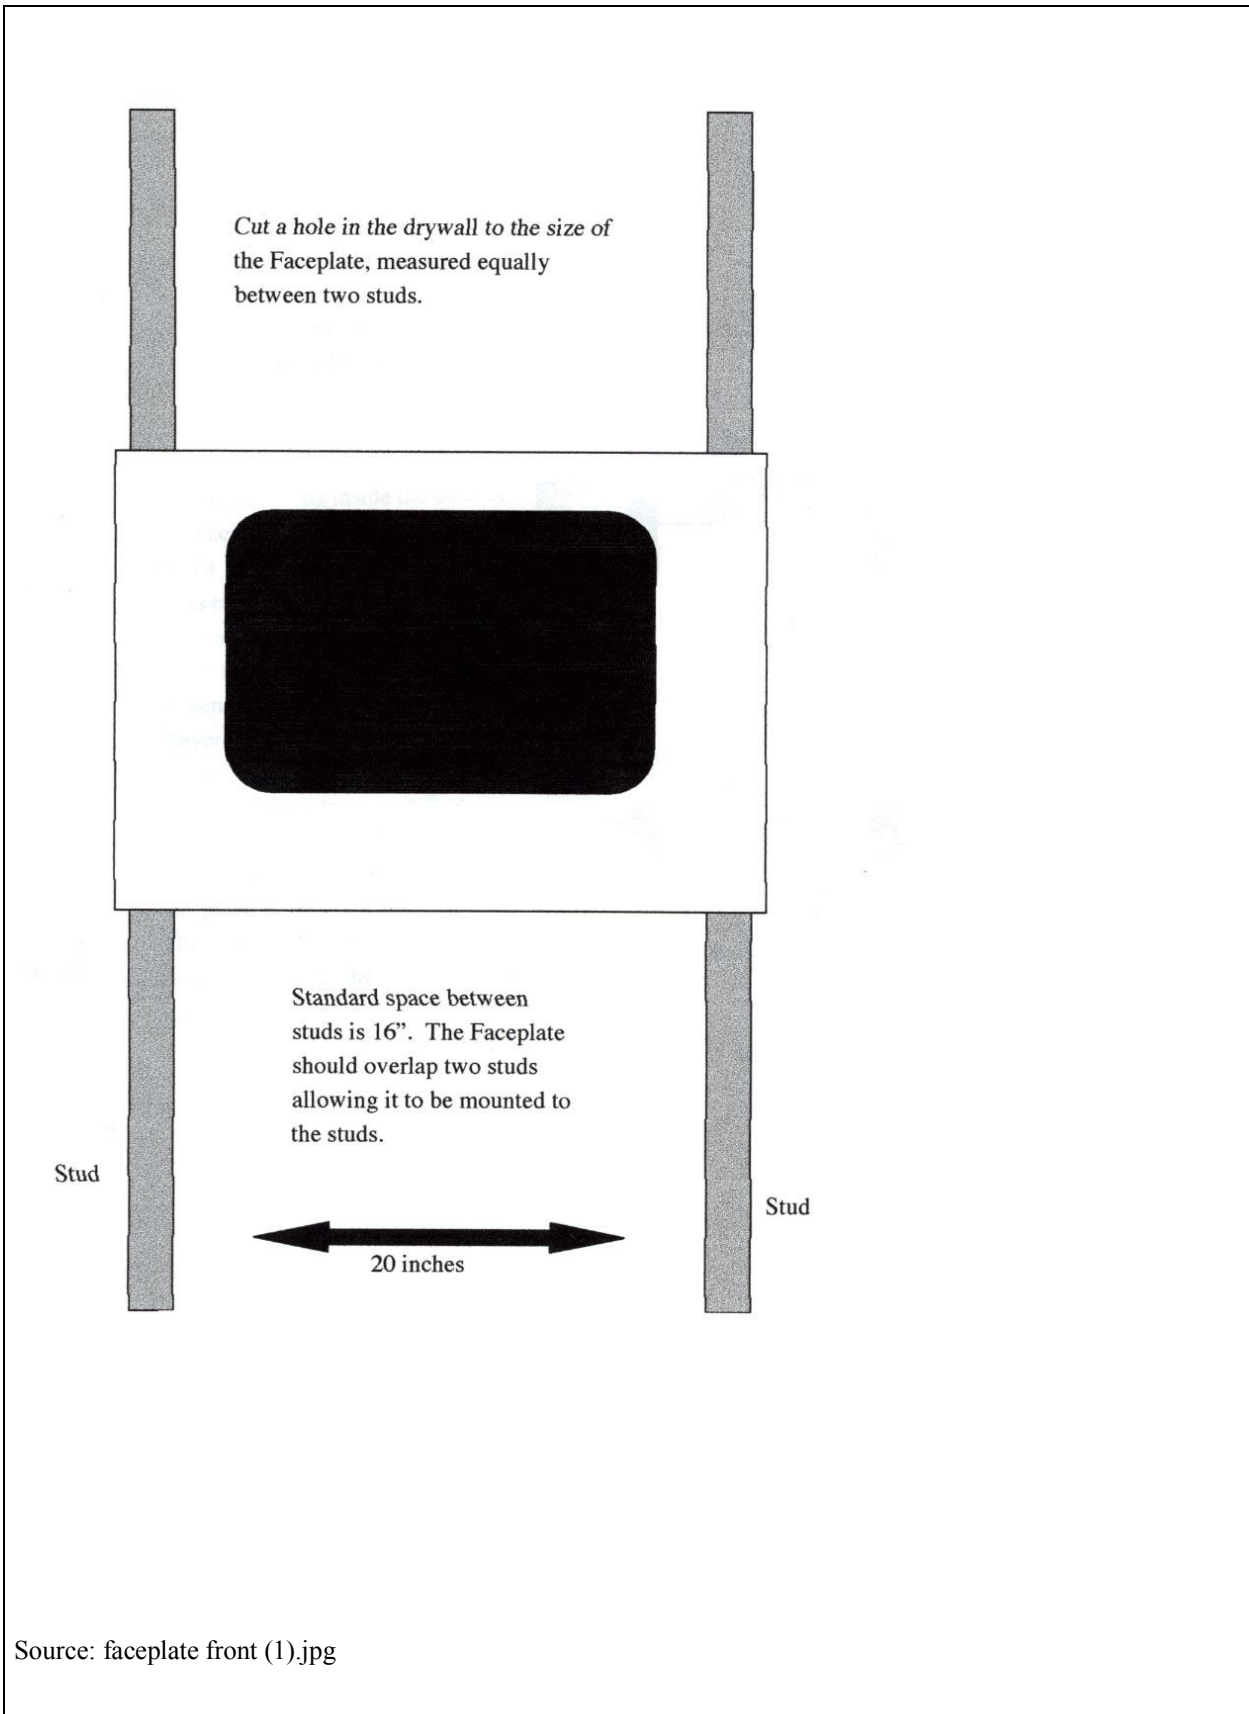 Cut a hole in the drywall to the size of
the Faceplate, measured equally
between two studs.
Standard space between
studs is 16”. The Faceplate
should overlap two studs
allowing it to be mounted to
the studs.
Stud
Stud
20 inches
Source: faceplate front (1).jpg